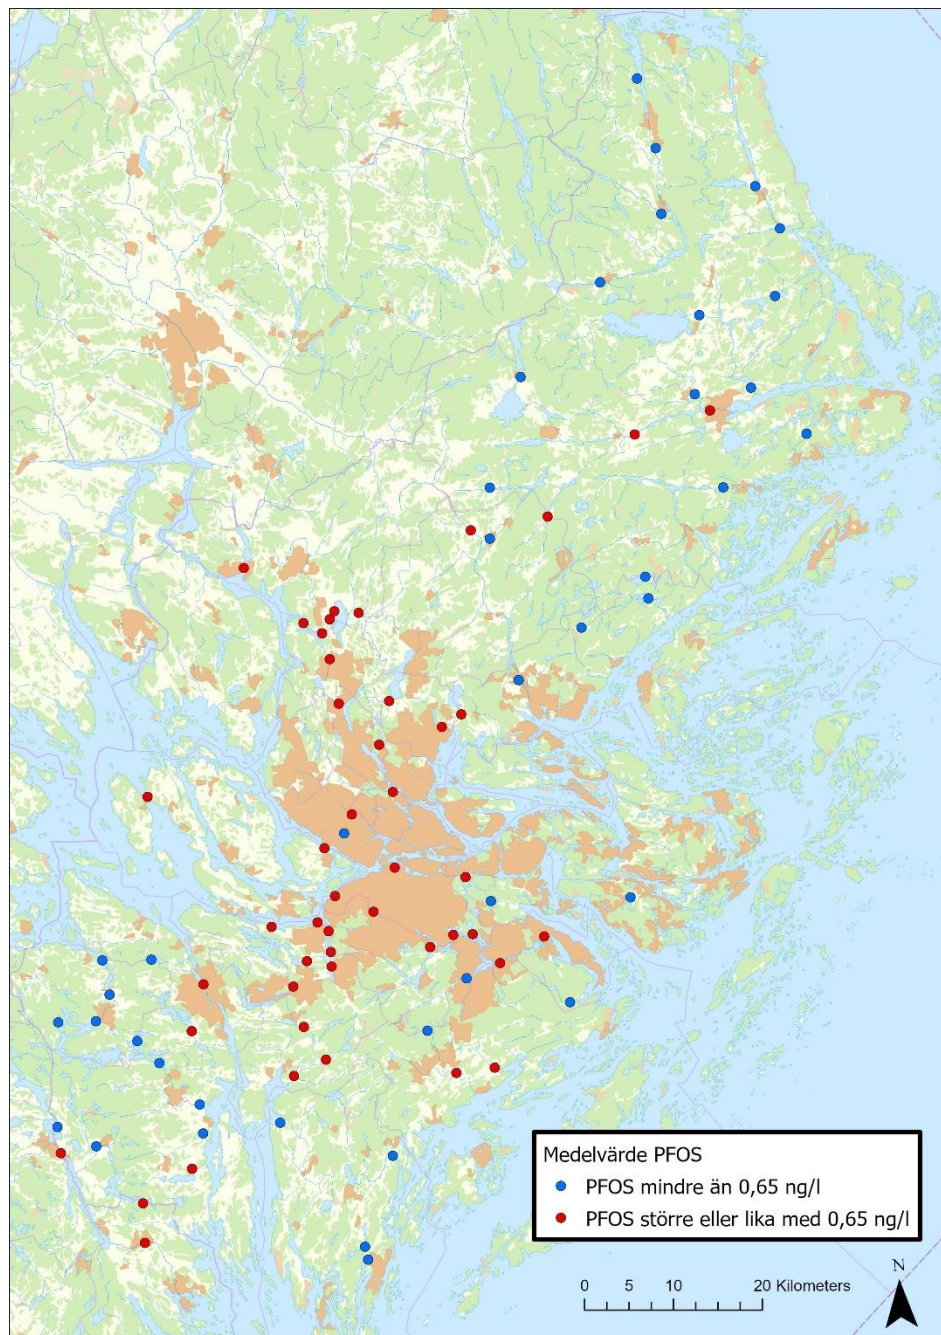 Medelvärde PFOS
PFOS mindre än 0,65 ng/l
PFOS större eller lika med 0,65 ng/l
N
0 5 10 20 Kilometers